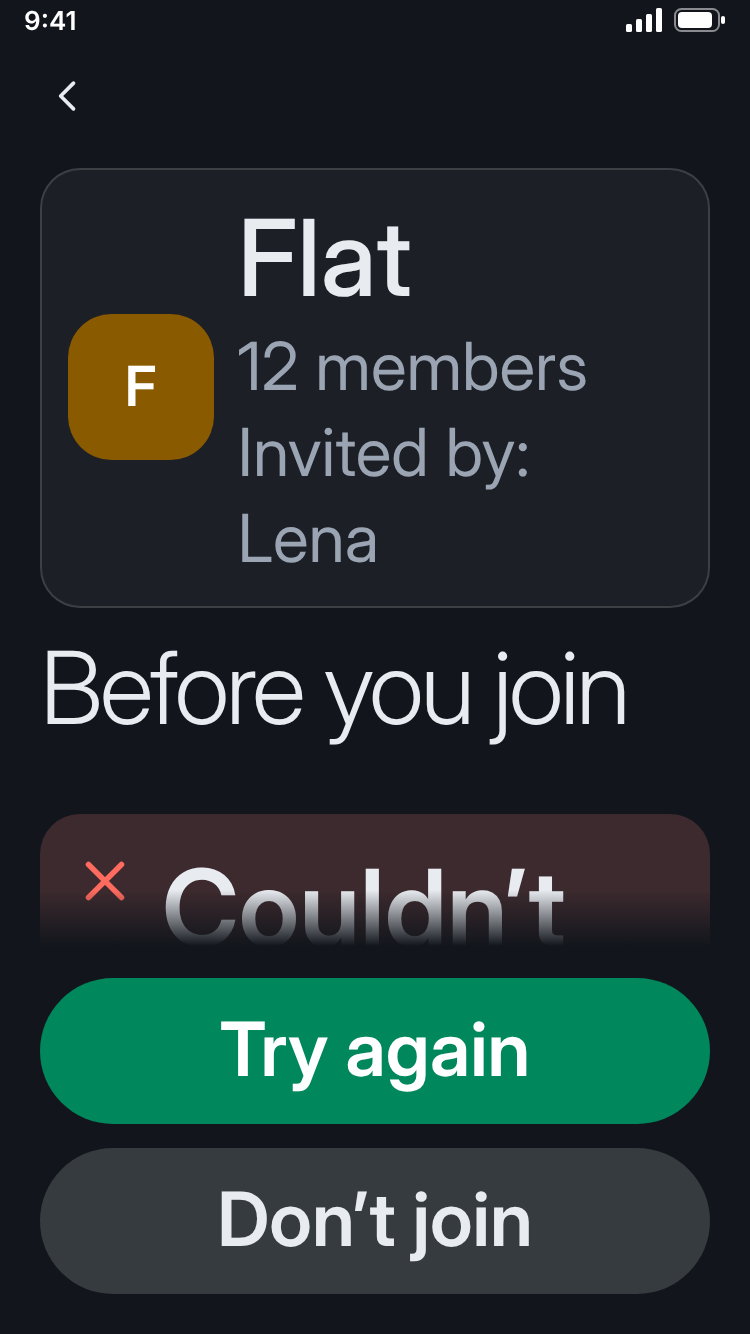 9:41
Flat
F
12 members
Invited by:
Lena
Before you join
Couldn’t
Try again
Don’t join